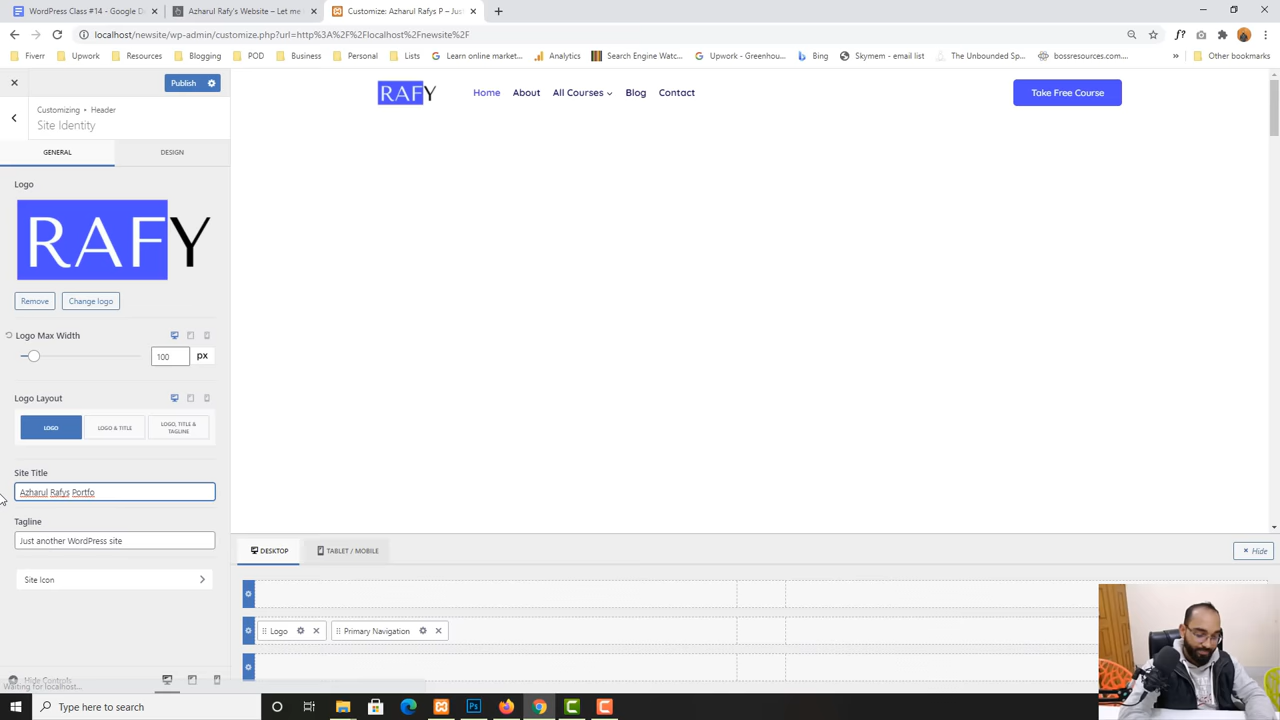 WordPress Class #14 - Google D
Azharul Rafy's Website – Let me
Customize: Azharul Rafys P – Jus
localhost/newsite/wp-admin/customize.php?url=http%3A%2F%2Flocalhost%2Fnewsite%2F
Fiverr
Upwork
Resources
Blogging
POD
Business
Personal
Lists
Learn online market...
Analytics
Search Engine Watc...
Upwork - Greenhou...
Bing
Skymem - email list
The Unbounded Sp...
bossresources.com...
Other bookmarks
Publish
Customizing • Header
Site Identity
GENERAL
DESIGN
Logo
RAFY
Remove
Change logo
Logo Max Width
100
px
Logo Layout
LOGO
LOGO & TITLE
LOGO, TITLE & TAGLINE
Site Title
Azharul Rafys Portfo
Tagline
Just another WordPress site
Site Icon
Hide Controls
Waiting for localhost...
RAFY
Home
About
All Courses
Blog
Contact
Take Free Course
DESKTOP
TABLET / MOBILE
Hide
Logo
Primary Navigation
Type here to search